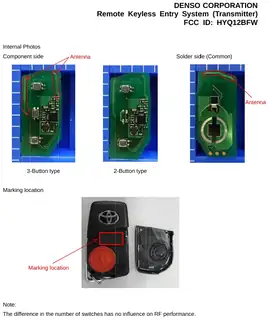 DENSO CORPORATION
Remote Keyless Entry System (Transmitter)
FCC ID: HYQ12BFW
Internal Photos
Component side
Antenna
Solder side (Common)
Antenna
3-Button type
2-Button type
Marking location
Marking location
Note:
The difference in the number of switches has no influence on RF performance.